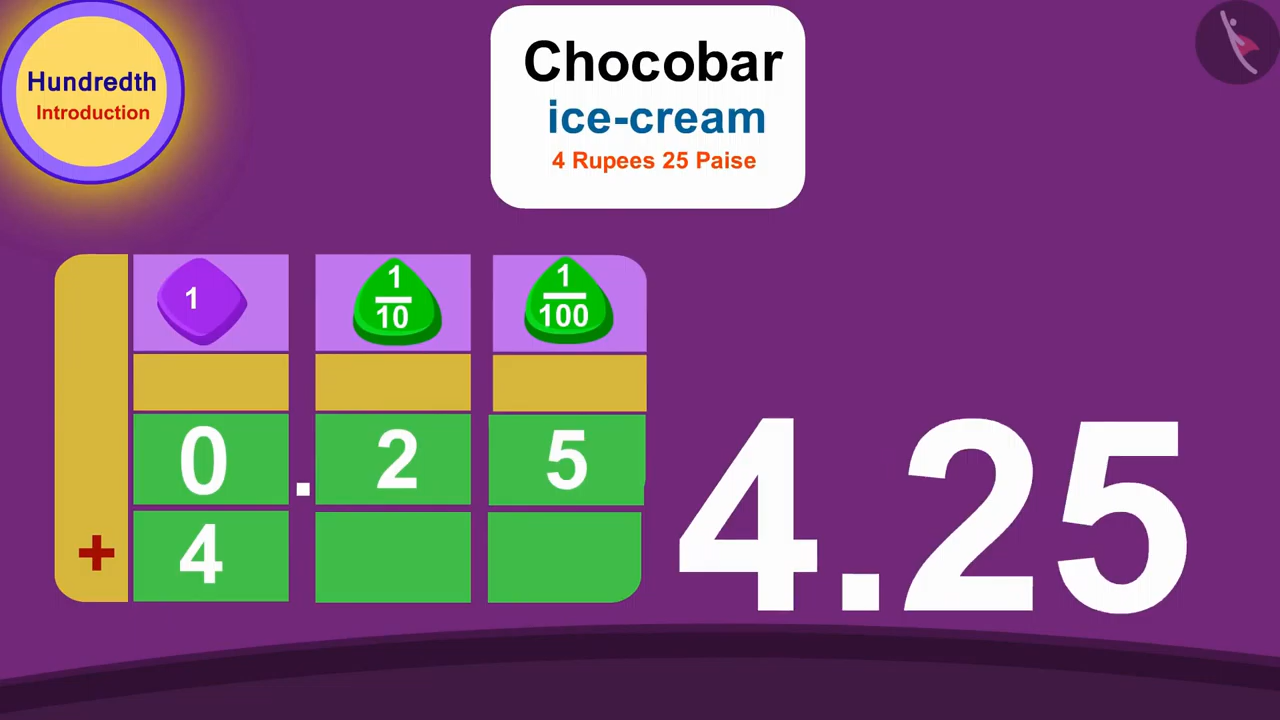 Hundredth
Introduction
Chocobar
ice-cream
4 Rupees 25 Paise
1 1/10 1/100
0 . 2 5
+ 4
4.25